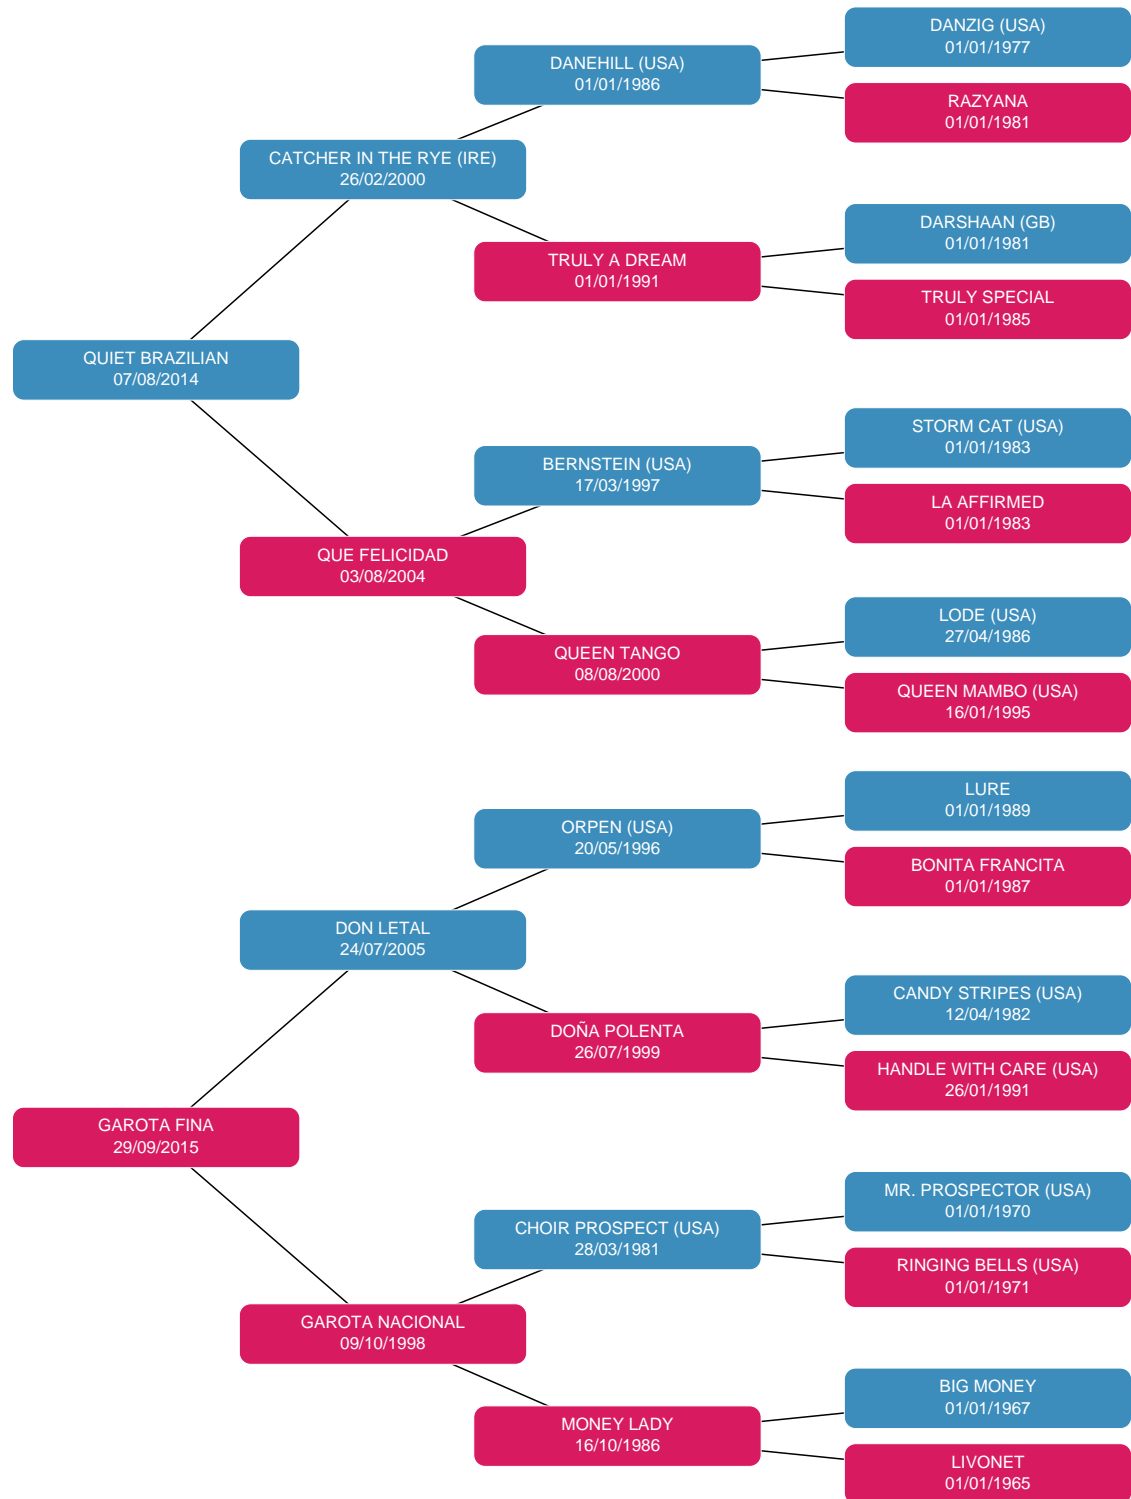 DANZIG (USA)
01/01/1977
DANEHILL (USA)
01/01/1986
RAZYANA
01/01/1981
CATCHER IN THE RYE (IRE)
26/02/2000
DARSHAAN (GB)
01/01/1981
TRULY A DREAM
01/01/1991
TRULY SPECIAL
01/01/1985
QUIET BRAZILIAN
07/08/2014
STORM CAT (USA)
01/01/1983
BERNSTEIN (USA)
17/03/1997
LA AFFIRMED
01/01/1983
QUE FELICIDAD
03/08/2004
LODE (USA)
27/04/1986
QUEEN TANGO
08/08/2000
QUEEN MAMBO (USA)
16/01/1995
LURE
01/01/1989
ORPEN (USA)
20/05/1996
BONITA FRANCITA
01/01/1987
DON LETAL
24/07/2005
CANDY STRIPES (USA)
12/04/1982
DOÑA POLENTA
26/07/1999
HANDLE WITH CARE (USA)
26/01/1991
GAROTA FINA
29/09/2015
MR. PROSPECTOR (USA)
01/01/1970
CHOIR PROSPECT (USA)
28/03/1981
RINGING BELLS (USA)
01/01/1971
GAROTA NACIONAL
09/10/1998
BIG MONEY
01/01/1967
MONEY LADY
16/10/1986
LIVONET
01/01/1965